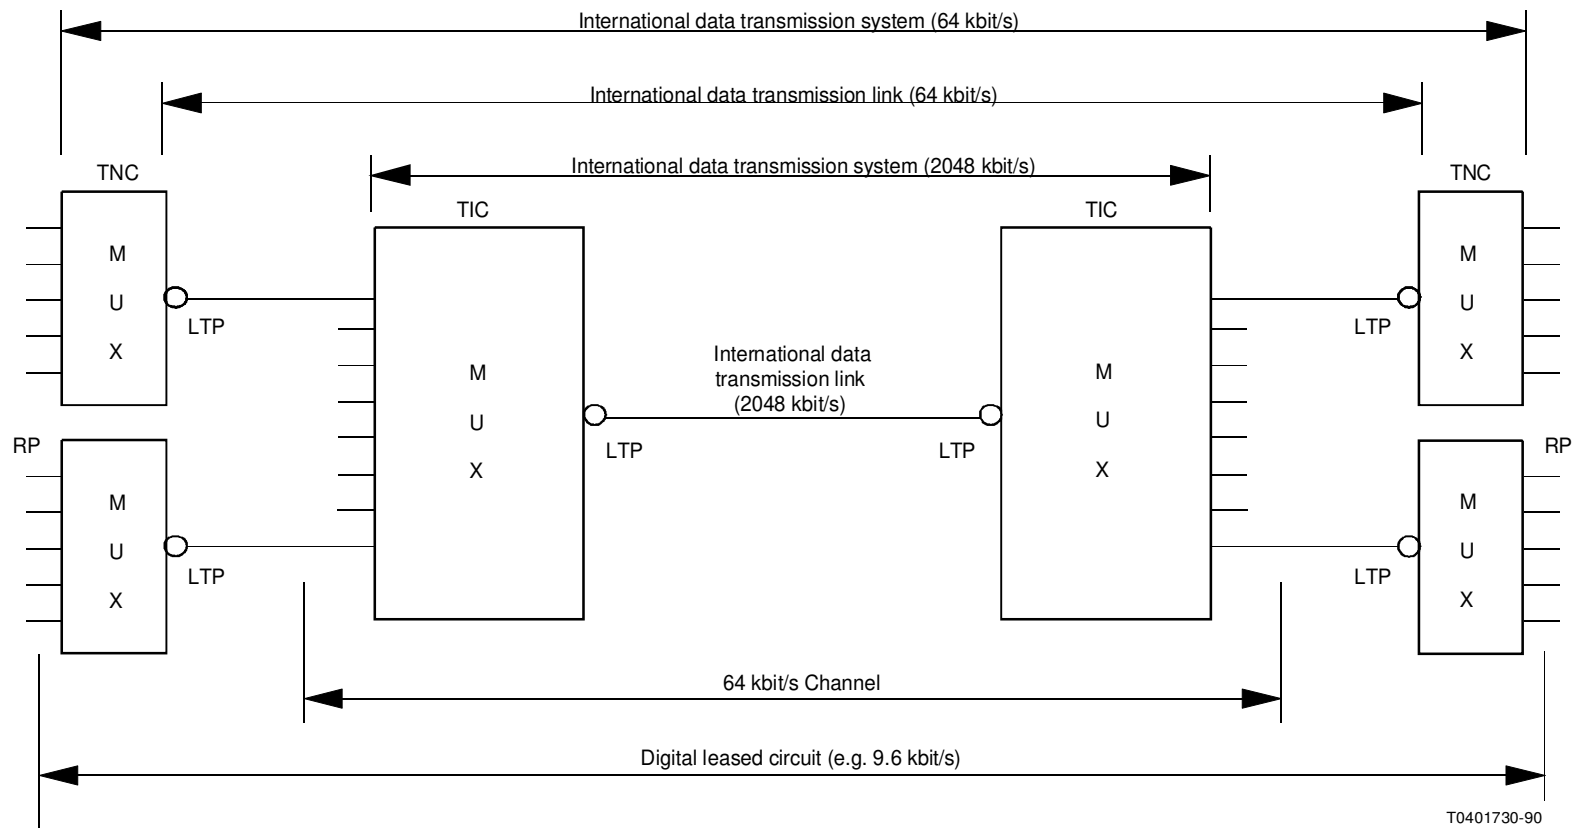 International data transmission system (64 kbit/s)
International data transmission link (64 kbit/s)
International data transmission system (2048 kbit/s)
TNC
TNC
TIC
TIC
M
U
X
LTP
M
U
X
LTP
International data
transmission link
(2048 kbit/s)
M
U
X
LTP
M
U
X
LTP
RP
RP
M
U
X
LTP
M
U
X
LTP
64 kbit/s Channel
Digital leased circuit (e.g. 9.6 kbit/s)
T0401730-90